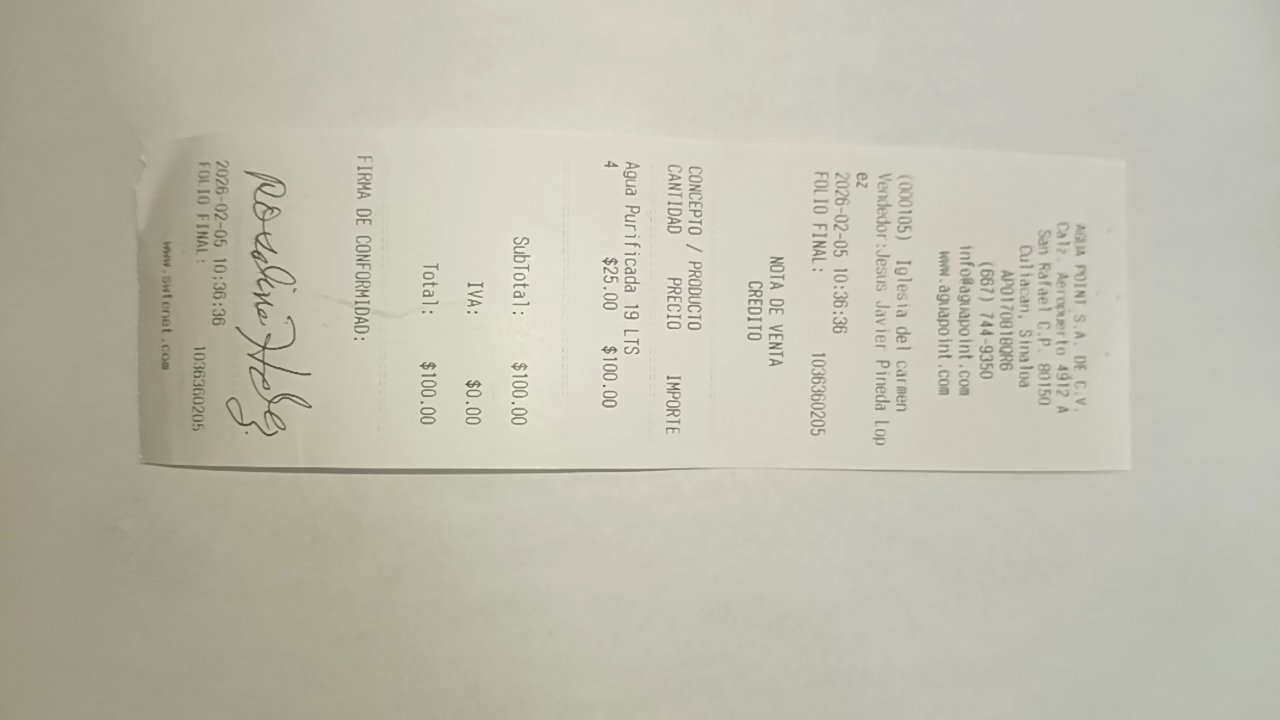 AGUA POINT S.A. DE C.V.
Calz. Aeropuerto 4912 A
San Rafael C.P. 80150
Culiacan, Sinaloa
APO170818QR6
(667) 744-9350
info@aguapoint.com
www.aguapoint.com
(000105) Iglesia del carmen
Vendedor:Jesus Javier Pineda Lop
ez
2026-02-05 10:36:36
FOLIO FINAL: 1036360205
NOTA DE VENTA
CREDITO
CONCEPTO / PRODUCTO
CANTIDAD PRECIO IMPORTE
Agua Purificada 19 LTS
4 $25.00 $100.00
SubTotal: $100.00
IVA: $0.00
Total: $100.00
FIRMA DE CONFORMIDAD:
2026-02-05 10:36:36
FOLIO FINAL: 1036360205